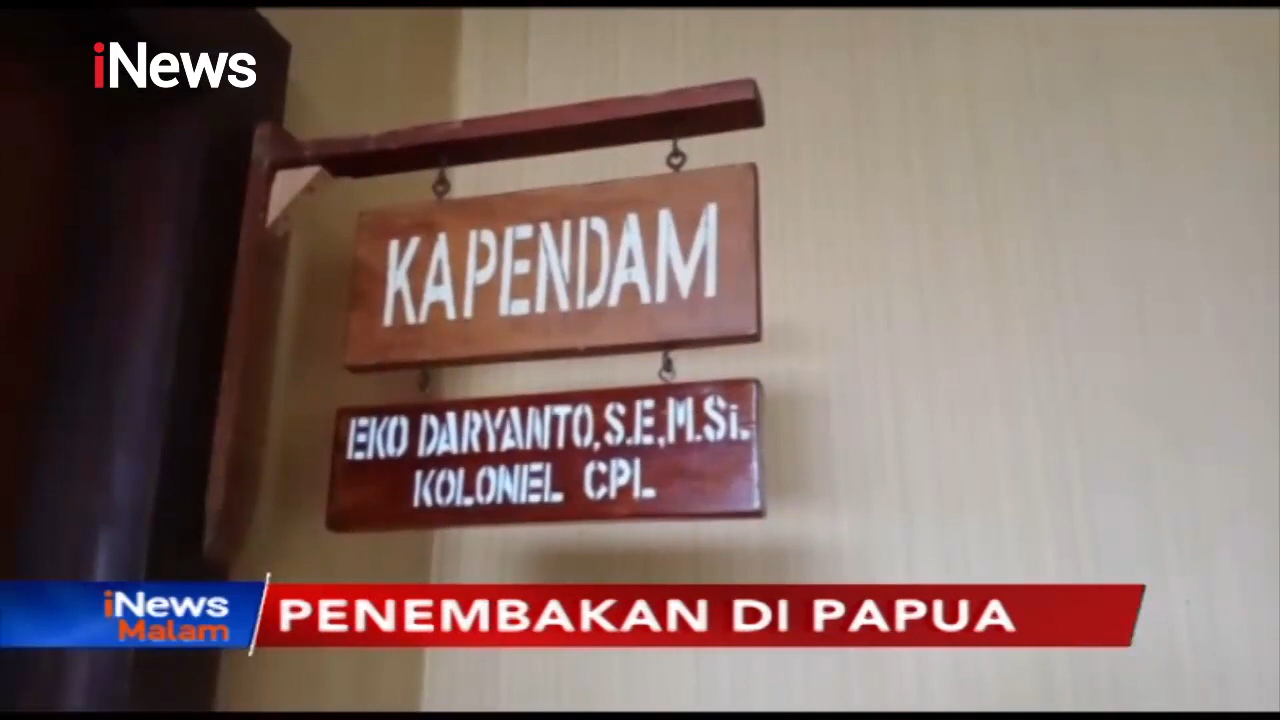 iNews
KAPENDAM
EKO DARYANTO,S.E,M.Si.
KOLONEL CPL
iNews
Malam
PENEMBAKAN DI PAPUA